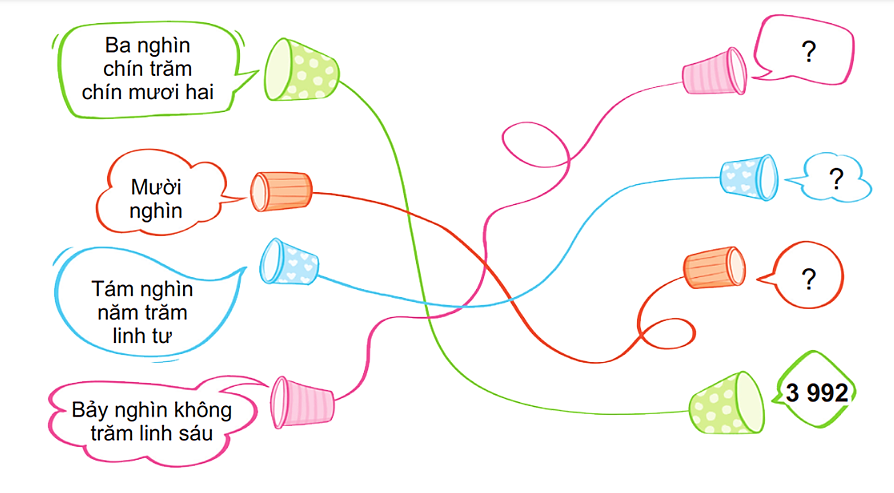 Ba nghìn
chín trăm
chín mươi hai
?
Mười
nghìn
?
Tám nghìn
năm trăm
linh tư
?
Bảy nghìn không
trăm linh sáu
3 992